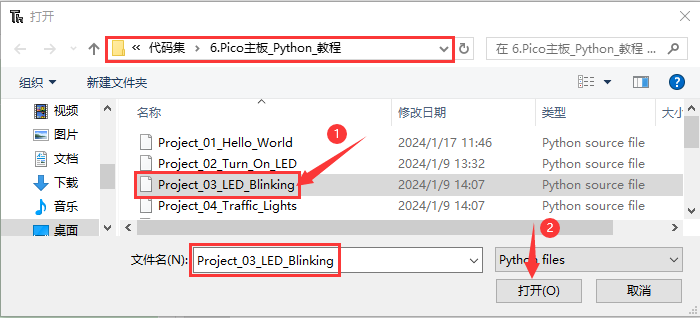 打开
« 代码集 › 6.Pico主板_Python_教程
在 6.Pico主板_Python_教程
组织 新建文件夹
名称 修改日期 类型 大小
视频
图片
文档
下载
音乐
桌面
Project_01_Hello_World 2024/1/17 11:46 Python source file
1
Project_02_Turn_On_LED 2024/1/9 13:32 Python source file
Project_03_LED_Blinking 2024/1/9 14:07 Python source file
Project_04_Traffic_Lights 2024/1/9 14:07 Python source file
2
文件名(N): Project_03_LED_Blinking Python files
打开(O) 取消